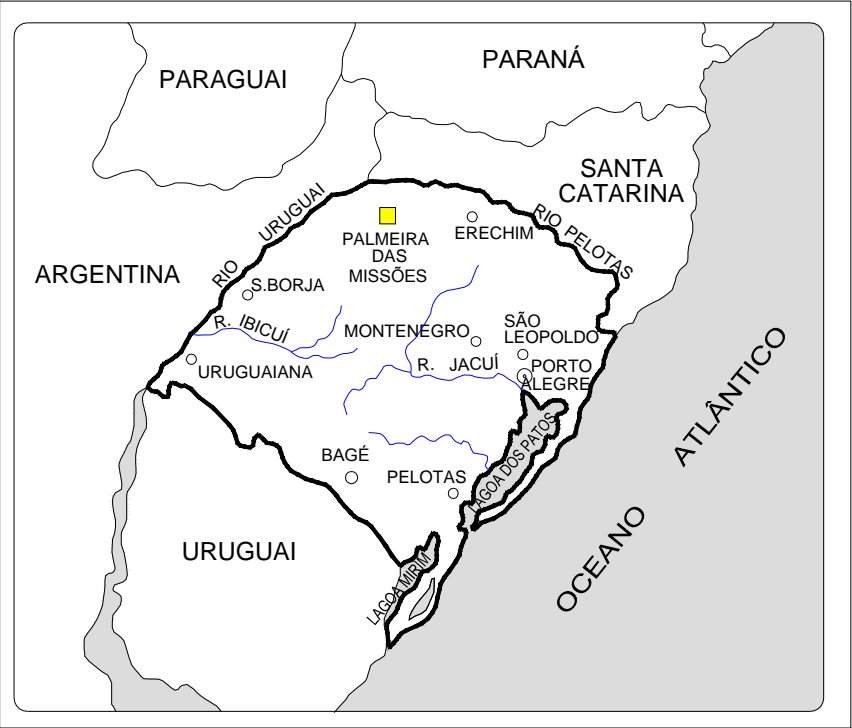 PARAGUAI
PARANÁ
SANTA
CATARINA
RIO URUGUAI
RIO PELOTAS
PALMEIRA
DAS
MISSÕES
ERECHIM
ARGENTINA
S.BORJA
R. IBICUÍ
MONTENEGRO
SÃO
LEOPOLDO
URUGUAIANA
R. JACUÍ
PORTO
ALEGRE
BAGÉ
PELOTAS
LAGOA DOS PATOS
URUGUAI
LAGOA MIRIM
OCEANO ATLÂNTICO